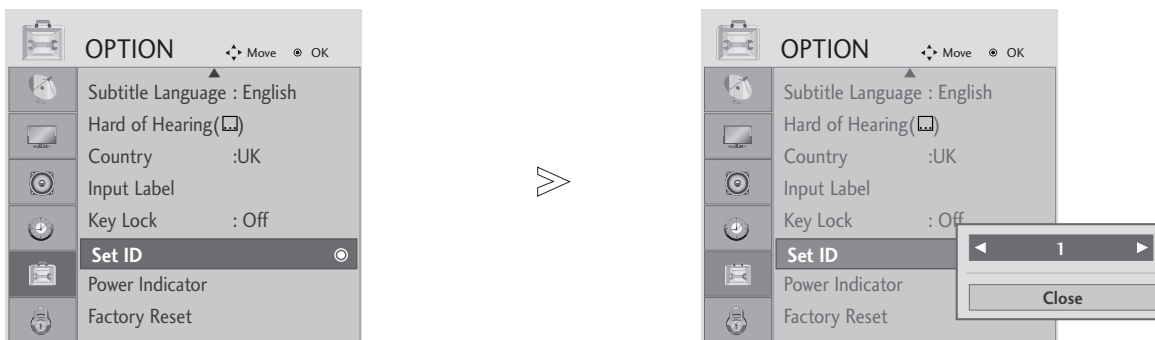 OPTION Move OK
Subtitle Language : English
Hard of Hearing( )
Country :UK
Input Label
Key Lock : Off
Set ID
Power Indicator
Factory Reset
OPTION Move OK
Subtitle Language : English
Hard of Hearing( )
Country :UK
Input Label
Key Lock : Off
Set ID
1
Power Indicator
Close
Factory Reset